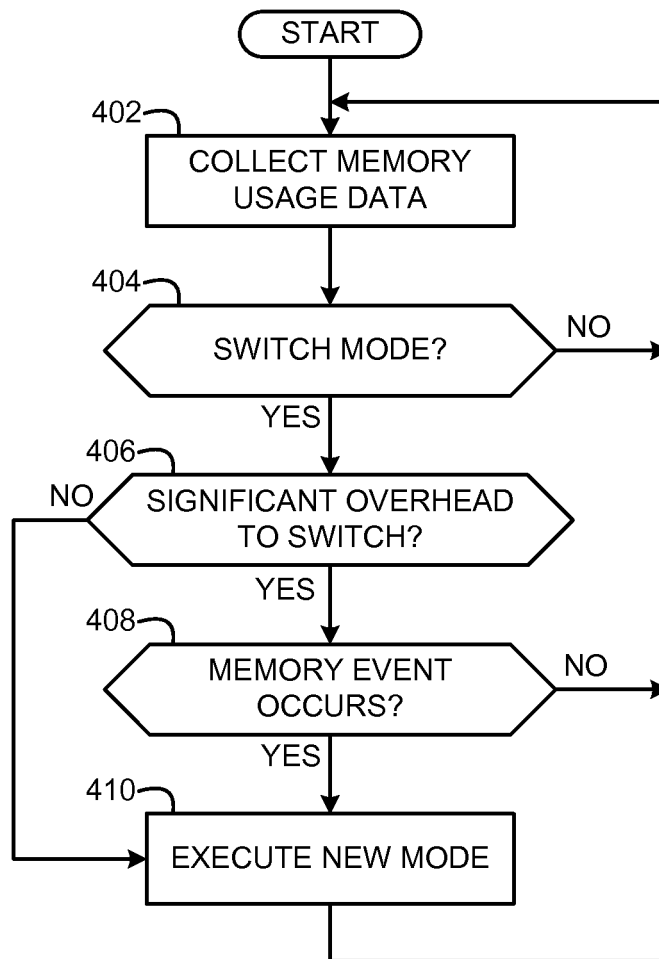 START
402
COLLECT MEMORY
USAGE DATA
404
SWITCH MODE?
NO
YES
406
NO
SIGNIFICANT OVERHEAD
TO SWITCH?
YES
408
MEMORY EVENT
OCCURS?
NO
YES
410
EXECUTE NEW MODE